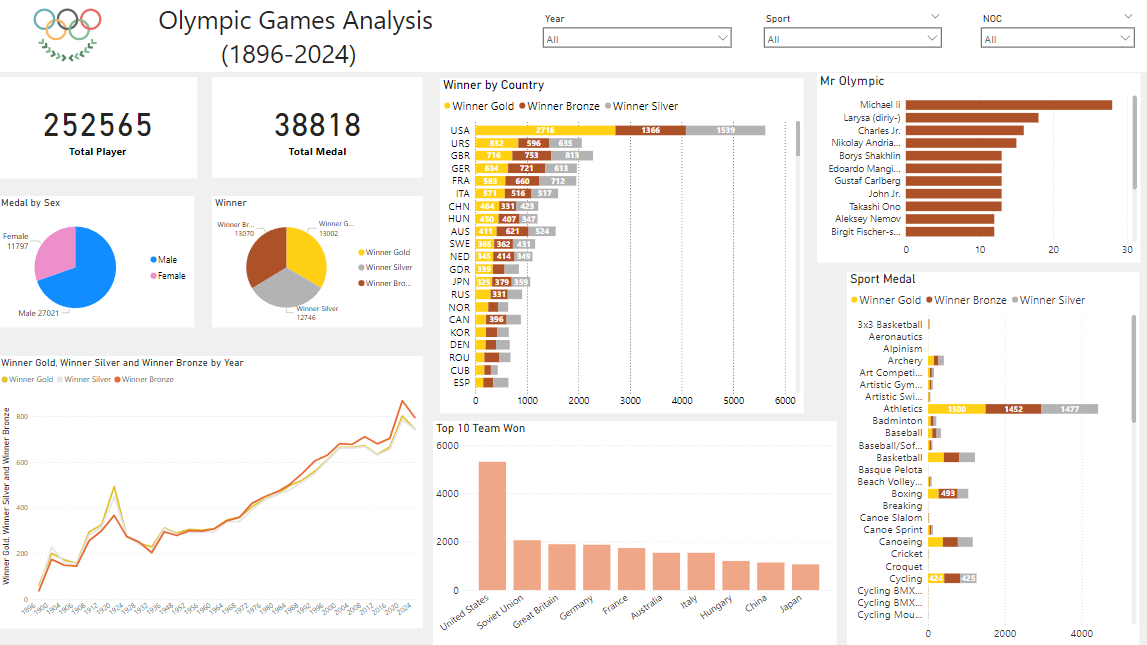 Olympic Games Analysis
(1896-2024)
Year
All
Sport
All
NOC
All
252565
Total Player
38818
Total Medal
Medal by Sex
Female
11797
Male 27021
Male
Female
Winner
Winner Br...
13070
Winner G...
13002
Winner Silver
12746
Winner Gold
Winner Silver
Winner Bro...
Winner Gold, Winner Silver and Winner Bronze by Year
Winner Gold Winner Silver Winner Bronze
Winner Gold, Winner Silver and Winner Bronze
800
600
400
200
0
1896 1900 1904 1906 1908 1912 1920 1924 1928 1932 1936 1948 1952 1956 1960 1964 1968 1972 1976 1980 1984 1988 1992 1996 2000 2004 2008 2012 2016 2020 2024
Winner by Country
Winner Gold Winner Bronze Winner Silver
USA 2716 1366 1539
URS 832 596 635
GBR 716 753 813
GER 634 721 613
FRA 583 660 712
ITA 571 516 517
CHN 464 331 423
HUN 450 407 347
AUS 411 621 524
SWE 365 362 431
NED 345 414 349
GDR 339
JPN 325 379 359
RUS 331
NOR
CAN 396
KOR
DEN
ROU
CUB
ESP
0 1000 2000 3000 4000 5000 6000
Top 10 Team Won
6000
4000
2000
0
United States
Soviet Union
Great Britain
Germany
France
Australia
Italy
Hungary
China
Japan
Mr Olympic
Michael Ii
Larysa (diriy-)
Charles Jr.
Nikolay Andria...
Borys Shakhlin
Edoardo Mangi...
Gustaf Carlberg
John Jr.
Takashi Ono
Aleksey Nemov
Birgit Fischer-s...
0 10 20 30
Sport Medal
Winner Gold Winner Bronze Winner Silver
3x3 Basketball
Aeronautics
Alpinism
Archery
Art Competi...
Artistic Gym...
Artistic Swi...
Athletics 1500 1452 1477
Badminton
Baseball
Baseball/Sof...
Basketball
Basque Pelota
Beach Volley...
Boxing 493
Breaking
Canoe Slalom
Canoe Sprint
Canoeing
Cricket
Croquet
Cycling 424 425
Cycling BMX...
Cycling BMX...
Cycling Mou...
0 2000 4000